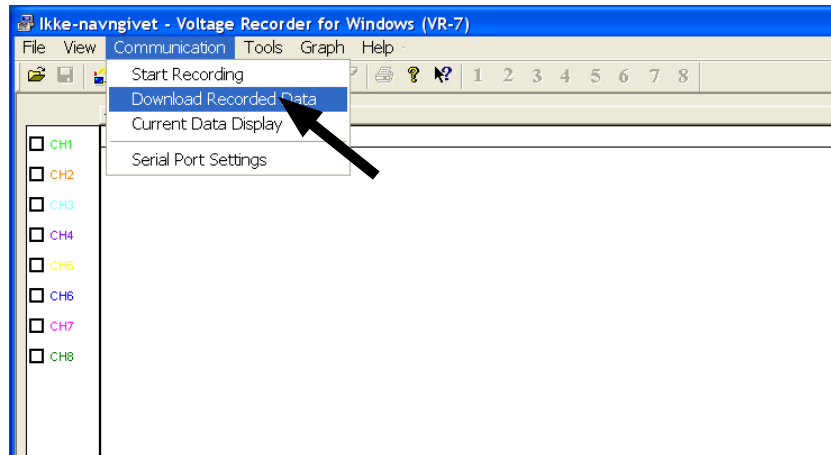 Ikke-navngivet - Voltage Recorder for Windows (VR-7)
File View Communication Tools Graph Help
1 2 3 4 5 6 7 8
Start Recording
Download Recorded Data
Current Data Display
Serial Port Settings
CH1
CH2
CH3
CH4
CH5
CH6
CH7
CH8